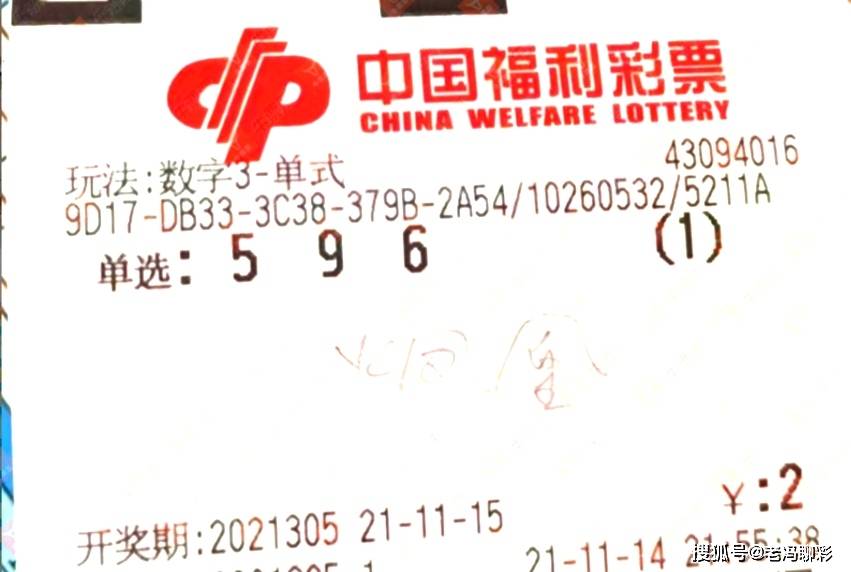 中国福利彩票
CHINA WELFARE LOTTERY
43094016
玩法:数字3-单式
9D17-DB33-3C38-379B-2A54/10260532/5211A
单选: 5 9 6 (1)
¥:2
开奖期:2021305 21-11-15
21-11-14 21:55:38
搜狐号@老冯聊彩